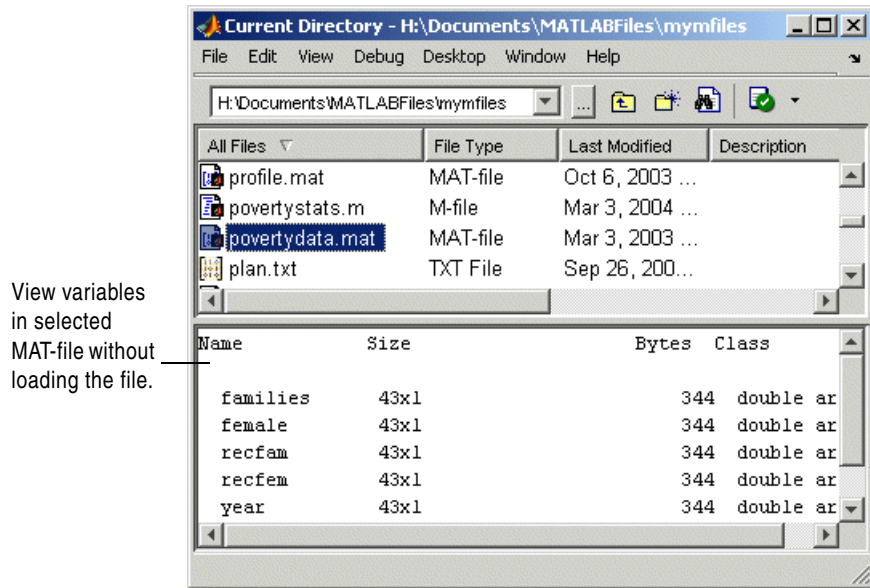 Current Directory - H:\Documents\MATLABFiles\mymfiles
File Edit View Debug Desktop Window Help
H:\Documents\MATLABFiles\mymfiles ...
All Files File Type Last Modified Description
profile.mat MAT-file Oct 6, 2003 ...
povertystats.m M-file Mar 3, 2004 ...
povertydata.mat MAT-file Mar 3, 2003 ...
plan.txt TXT File Sep 26, 200...
View variables
in selected
MAT-file without
loading the file.
Name Size Bytes Class
families 43x1 344 double ar
female 43x1 344 double ar
recfam 43x1 344 double ar
recfem 43x1 344 double ar
year 43x1 344 double ar